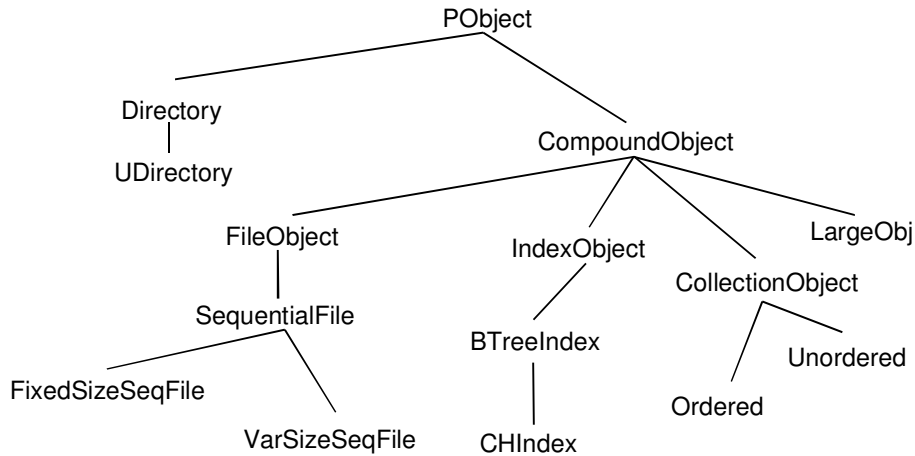 PObject
Directory
CompoundObject
UDirectory
FileObject
IndexObject
LargeObj
CollectionObject
SequentialFile
BTreeIndex
Unordered
FixedSizeSeqFile
Ordered
VarSizeSeqFile
CHIndex